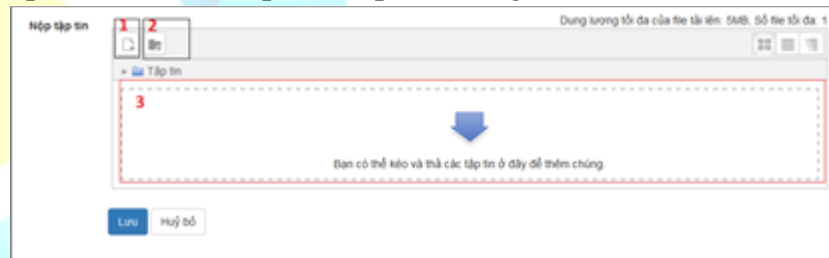 Nộp tập tin
Dung lượng tối đa của file tải lên: 5MB, Số file tối đa: 1
1 2
Tập tin
3
Bạn có thể kéo và thả các tập tin ở đây để thêm chúng.
Lưu Huỷ bỏ